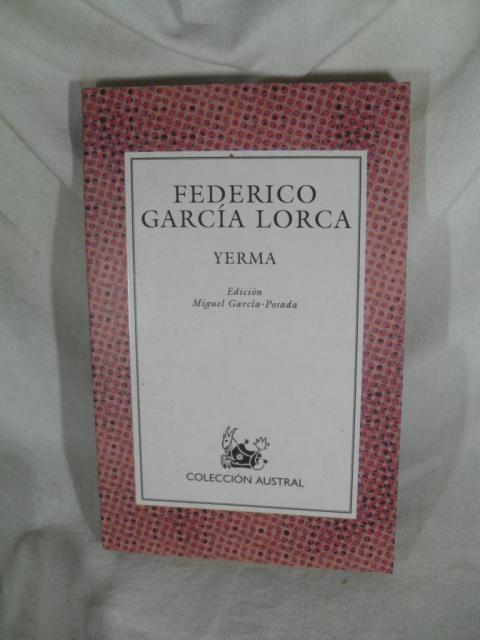 FEDERICO
GARCÍA LORCA
YERMA
Edición
Miguel García-Posada
COLECCIÓN AUSTRAL